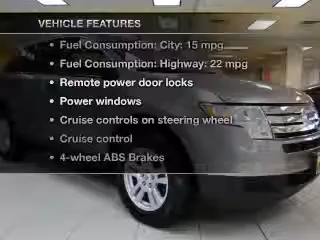 VEHICLE FEATURES
Fuel Consumption: City: 15 mpg
Fuel Consumption: Highway: 22 mpg
Remote power door locks
Power windows
Cruise controls on steering wheel
Cruise control
4-wheel ABS Brakes